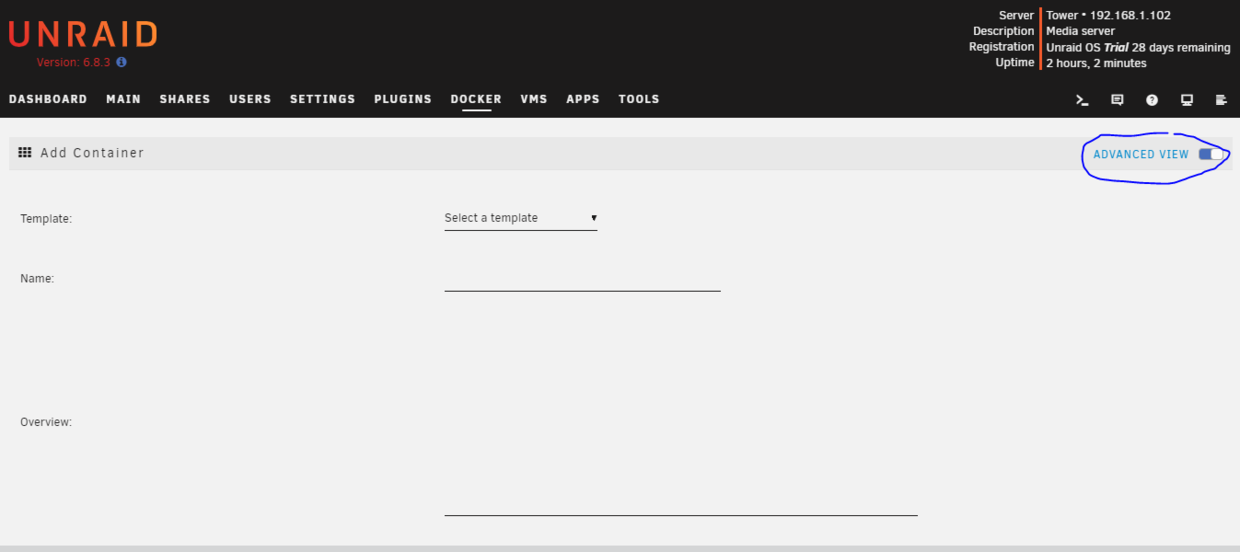 UNRAID
Version: 6.8.3
Server Tower • 192.168.1.102
Description Media server
Registration Unraid OS Trial 28 days remaining
Uptime 2 hours, 2 minutes
DASHBOARD MAIN SHARES USERS SETTINGS PLUGINS DOCKER VMS APPS TOOLS
Add Container ADVANCED VIEW
Template: Select a template
Name:
Overview: